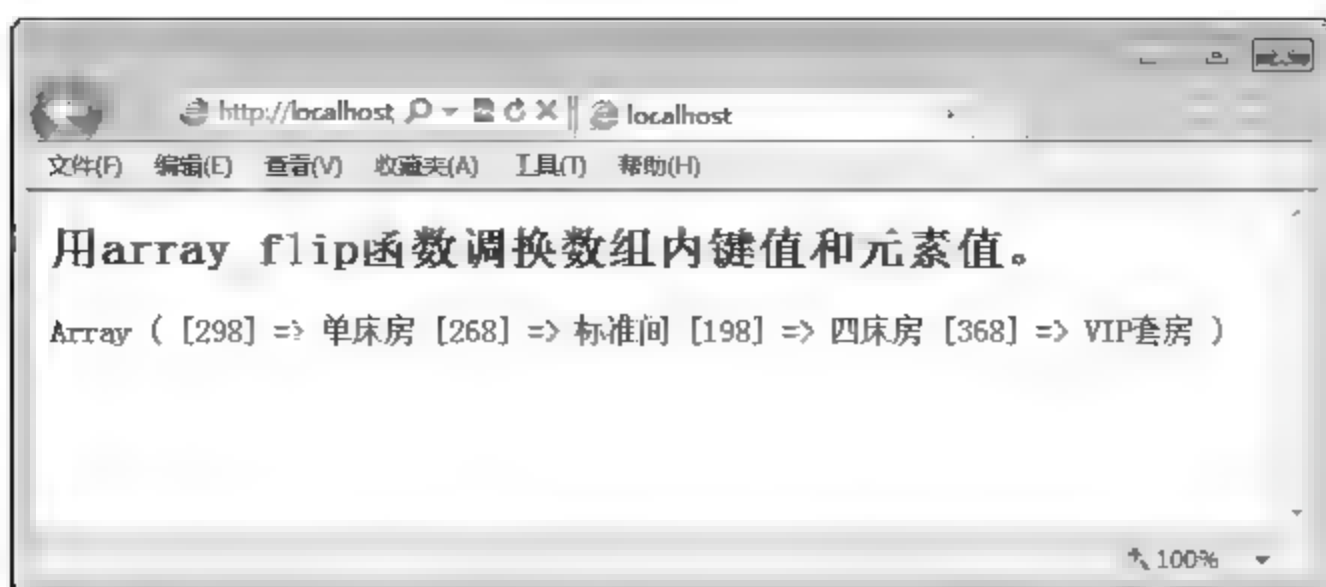 http://localhost localhost
文件(F) 编辑(E) 查看(V) 收藏夹(A) 工具(T) 帮助(H)
用array flip函数调换数组内键值和元素值。
Array ( [298] => 单床房 [268] => 标准间 [198] => 四床房 [368] => VIP套房 )
100%